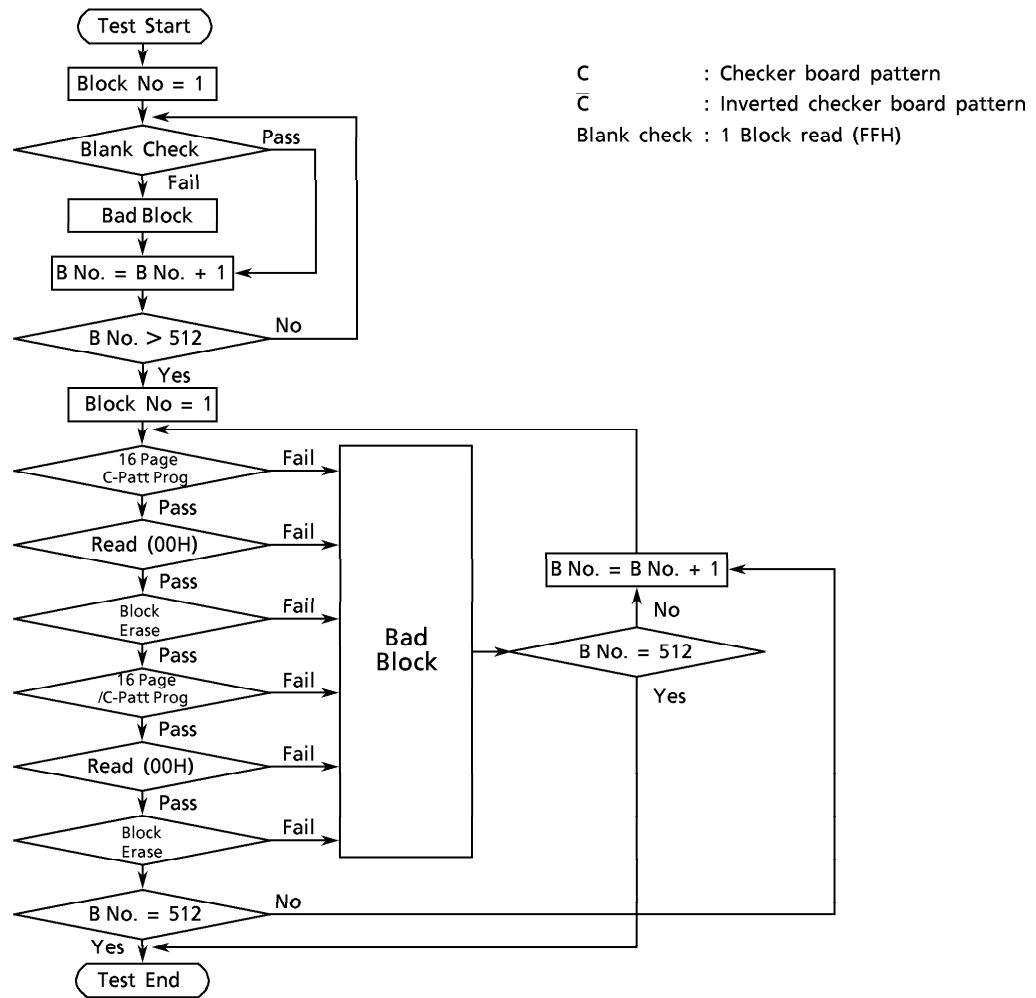 Test Start
Block No = 1
Blank Check
Pass
Fail
Bad Block
B No. = B No. + 1
B No. > 512
No
Yes
Block No = 1
C : Checker board pattern
C̅ : Inverted checker board pattern
Blank check : 1 Block read (FFH)
16 Page
C-Patt Prog
Fail
Pass
Read (00H)
Fail
Pass
Block
Erase
Fail
Pass
16 Page
/C-Patt Prog
Fail
Pass
Read (00H)
Fail
Pass
Block
Erase
Fail
B No. = 512
No
Yes
Test End
Bad
Block
B No. = B No. + 1
No
B No. = 512
Yes